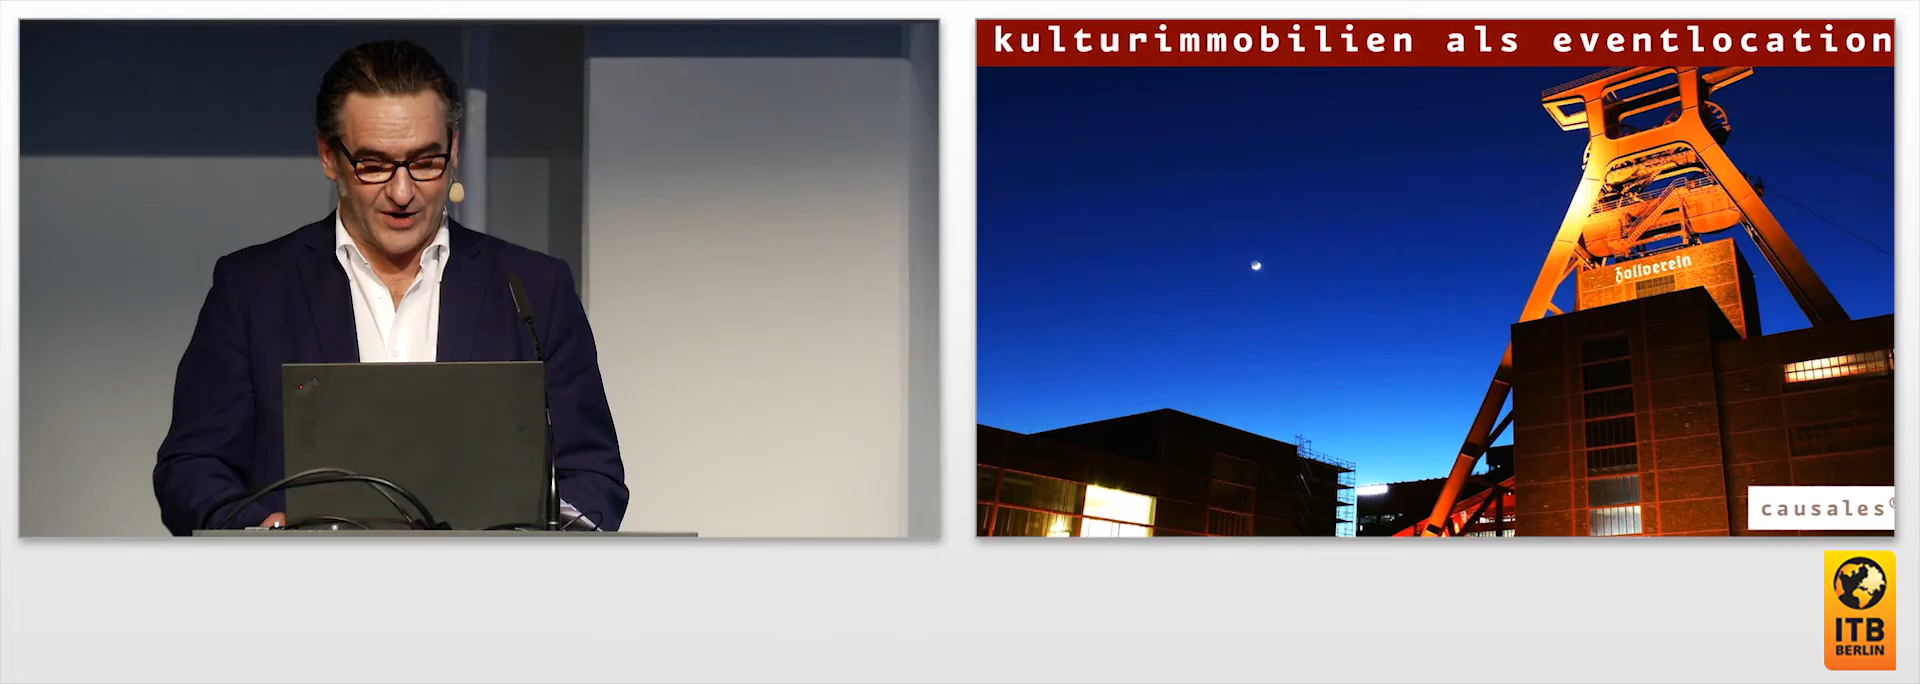 kulturimmobilien als eventlocation
Zollverein
causales
ITB
BERLIN